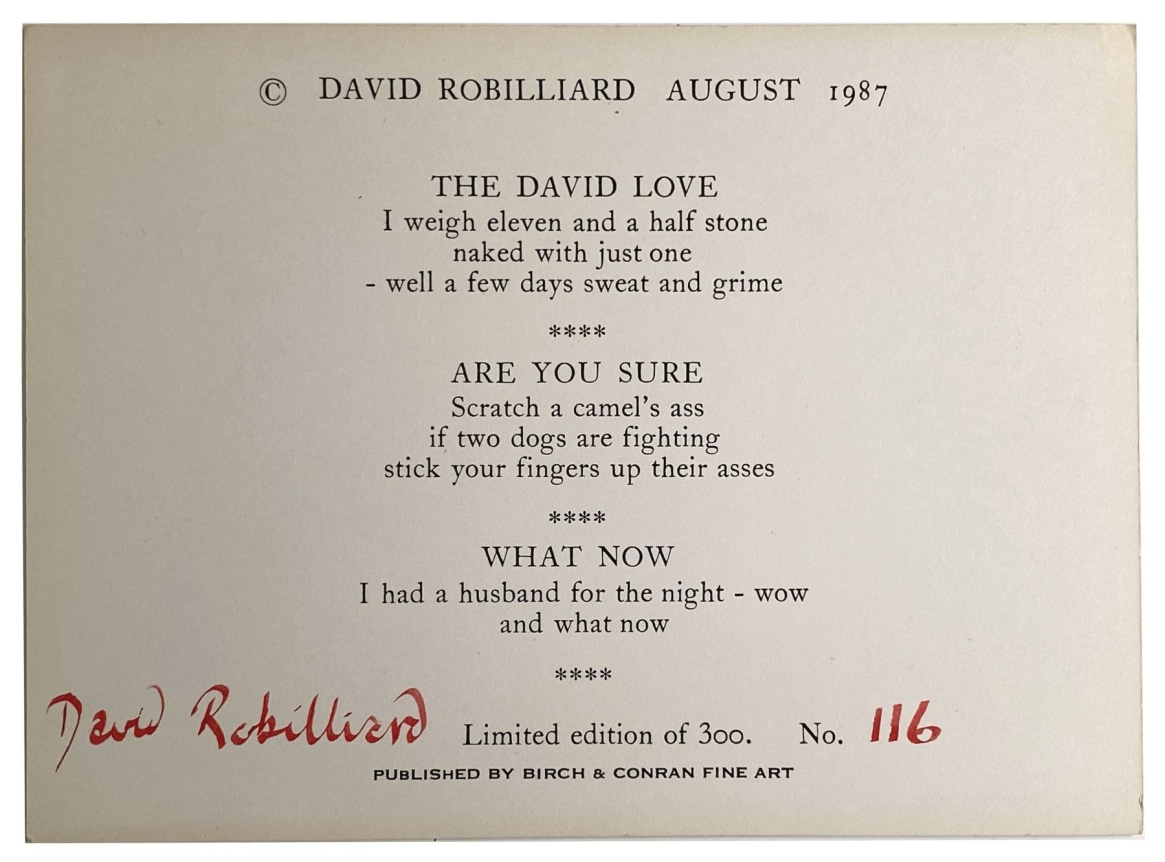 © DAVID ROBILLIARD AUGUST 1987
THE DAVID LOVE
I weigh eleven and a half stone
naked with just one
- well a few days sweat and grime
****
ARE YOU SURE
Scratch a camel's ass
if two dogs are fighting
stick your fingers up their asses
****
WHAT NOW
I had a husband for the night - wow
and what now
****
David Robilliard Limited edition of 300. No. 116
PUBLISHED BY BIRCH & CONRAN FINE ART